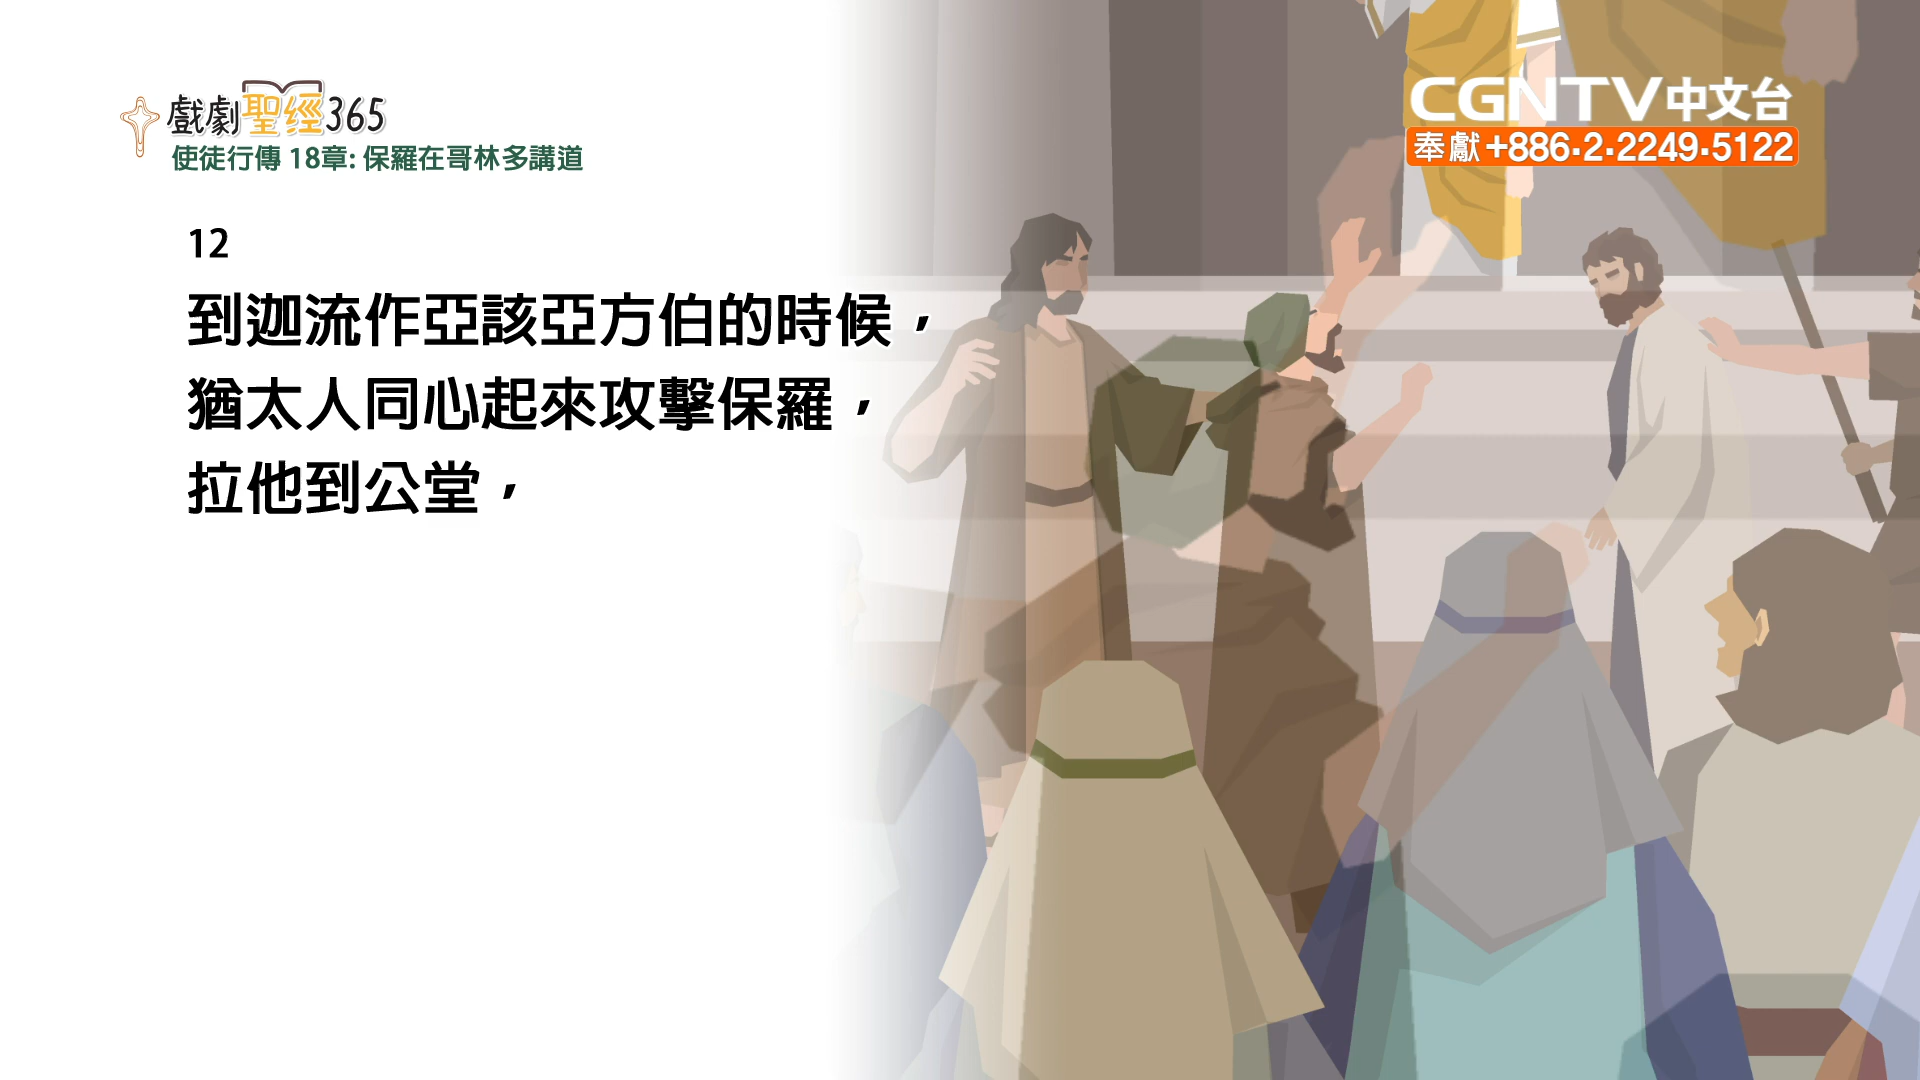 戲劇聖經365
使徒行傳 18章: 保羅在哥林多講道
CGNTV中文台
奉獻 +886·2·2249·5122
12
到迦流作亞該亞方伯的時候，
猶太人同心起來攻擊保羅，
拉他到公堂，